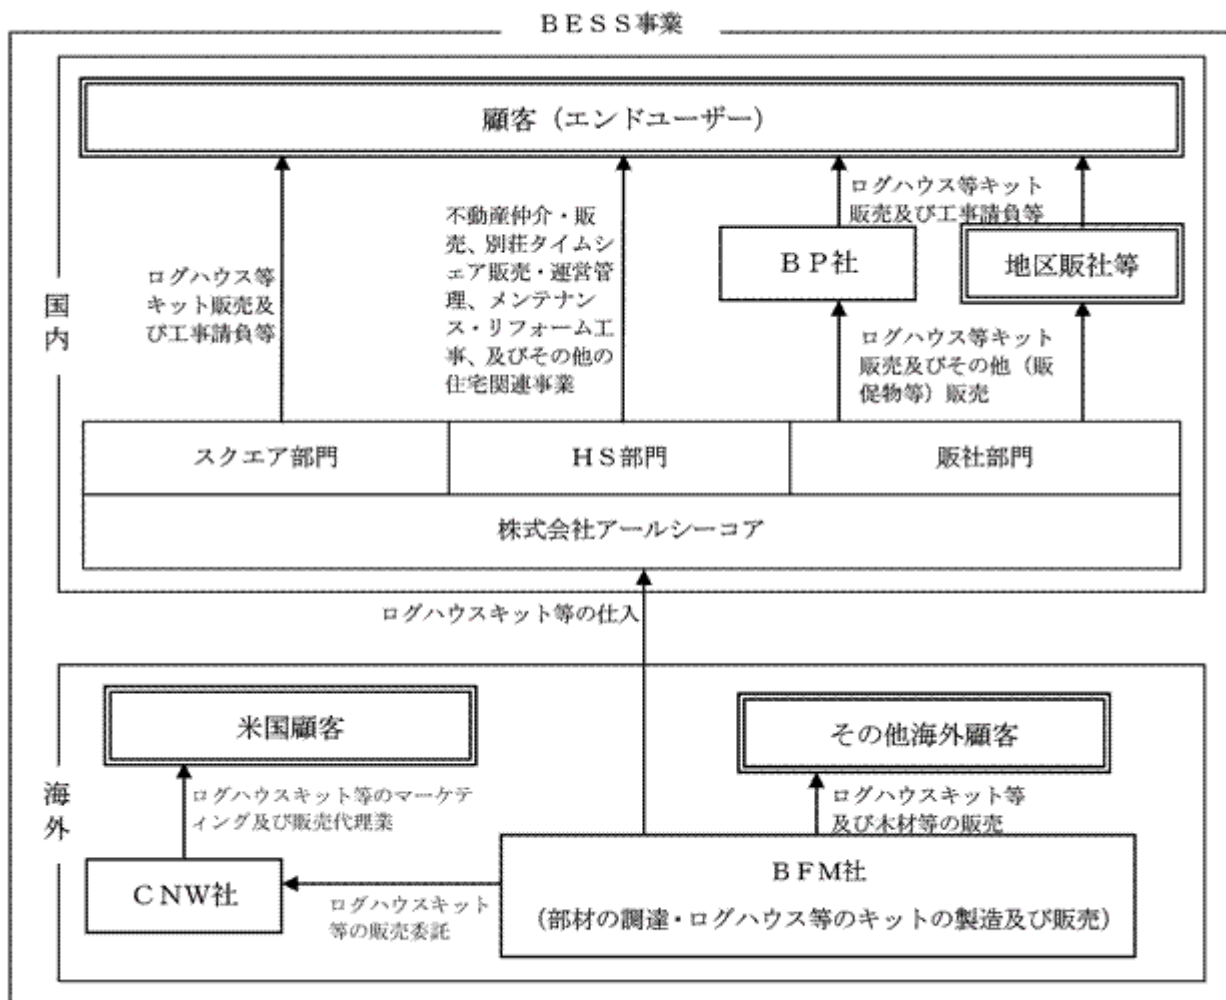 ＢＥＳＳ事業
顧客（エンドユーザー）
ログハウス等
キット販売及
び工事請負等
不動産仲介・販
売、別荘タイムシ
ェア販売・運営管
理、メンテナン
ス・リフォーム工
事、及びその他の
住宅関連事業
ログハウス等キット
販売及び工事請負等
ＢＰ社
地区販社等
ログハウス等キット
販売及びその他（販
促物等）販売
国
内
スクエア部門
ＨＳ部門
販社部門
株式会社アールシーコア
ログハウスキット等の仕入
海
外
米国顧客
その他海外顧客
ログハウスキット等のマーケテ
ィング及び販売代理業
ログハウスキット等
及び木材等の販売
ＣＮＷ社
ログハウスキット
等の販売委託
ＢＦＭ社
（部材の調達・ログハウス等のキットの製造及び販売）